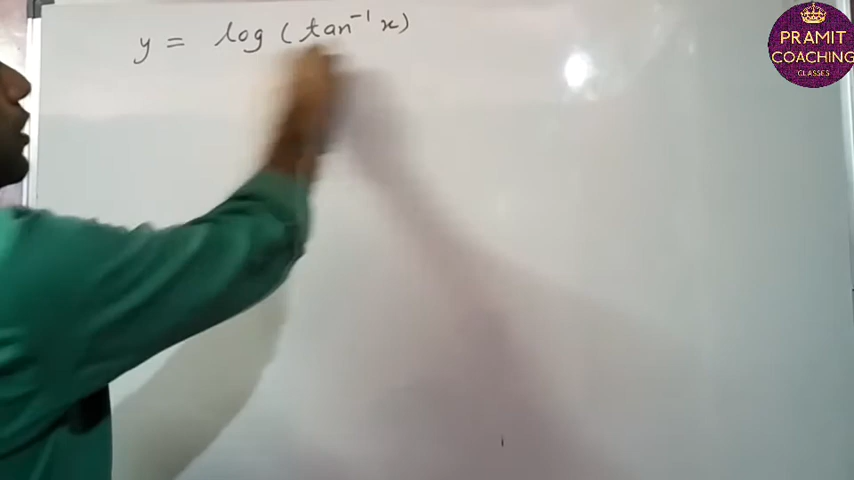 y = log (tan⁻¹ x)
PRAMIT
COACHING
CLASSES